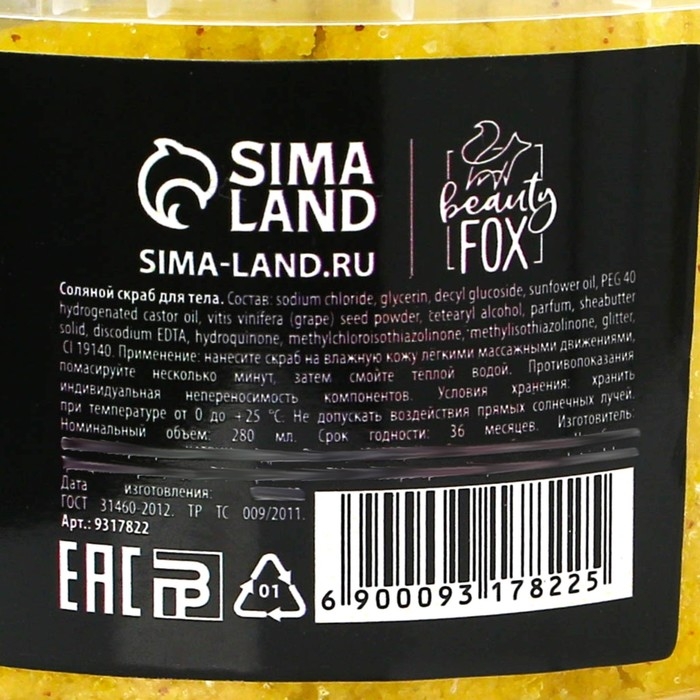 SIMA
LAND
SIMA-LAND.RU
beauty
FOX
Соляной скраб для тела. Состав: sodium chloride, glycerin, decyl glucoside, sunfower oil, PEG 40
hydrogenated castor oil, vitis vinifera (grape) seed powder, cetearyl alcohol, parfum, sheabutter
solid, discodium EDTA, hydroquinone, methylchloroisothiazolinone, methylisothiazolinone, glitter,
CI 19140. Применение: нанесите скраб на влажную кожу лёгкими массажными движениями,
помасируйте несколько минут, затем смойте тёплой водой. Противопоказания
индивидуальная непереносимость компонентов. Условия хранения: хранить
при температуре от 0 до +25 °C. Не допускать воздействия прямых солнечных лучей.
Номинальный объём: 280 мл. Срок годности: 36 месяцев. Изготовитель:
Дата изготовления:
ГОСТ 31460-2012. ТР ТС 009/2011.
Арт.: 9317822
EAC
01
6 900093 178225